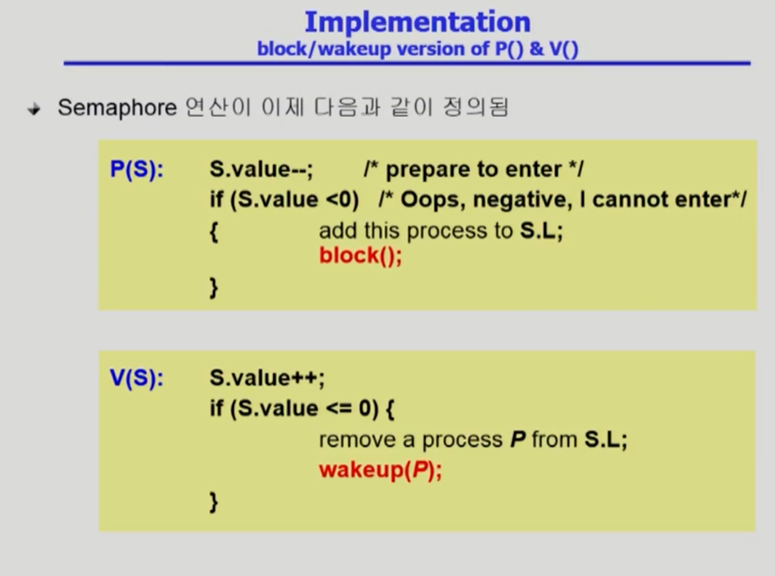 Implementation
block/wakeup version of P() & V()
Semaphore 연산이 이제 다음과 같이 정의됨
P(S): S.value--; /* prepare to enter */
if (S.value <0) /* Oops, negative, I cannot enter*/
{ add this process to S.L;
block();
}
V(S): S.value++;
if (S.value <= 0) {
remove a process P from S.L;
wakeup(P);
}